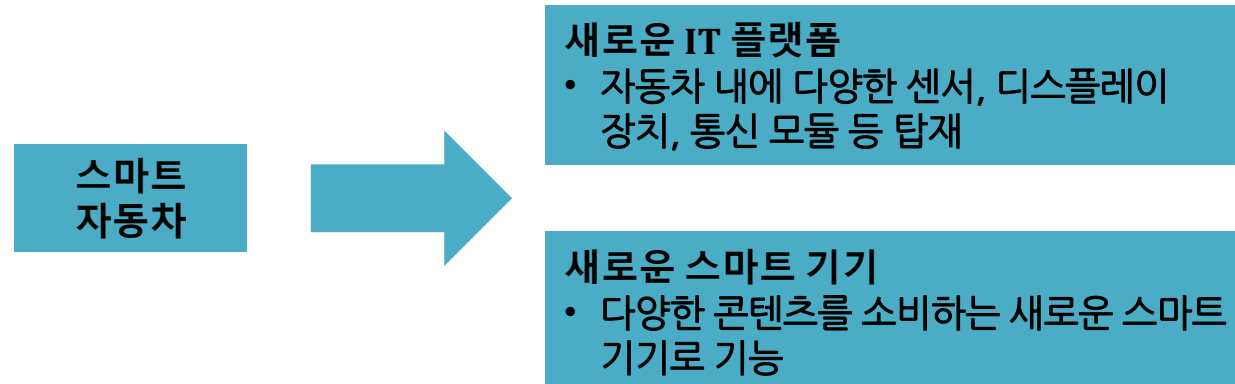 스마트
자동차
새로운 IT 플랫폼
• 자동차 내에 다양한 센서, 디스플레이
장치, 통신 모듈 등 탑재
새로운 스마트 기기
• 다양한 콘텐츠를 소비하는 새로운 스마트
기기로 기능